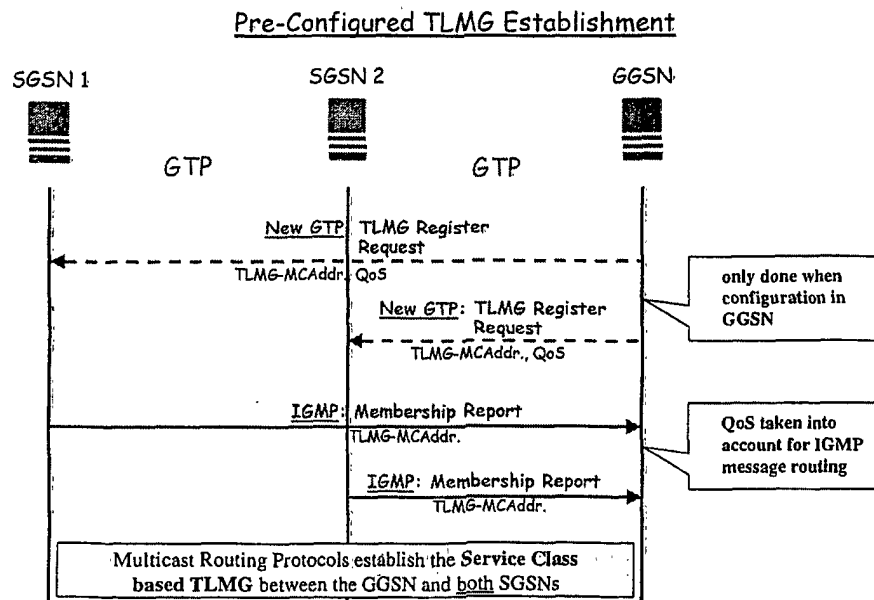 Pre-Configured TLMG Establishment
SGSN 1
SGSN 2
GGSN
GTP
GTP
New GTP: TLMG Register
Request
TLMG-MCAddr., QoS
only done when
configuration in
GGSN
New GTP: TLMG Register
Request
TLMG-MCAddr., QoS
IGMP: Membership Report
TLMG-MCAddr.
QoS taken into
account for IGMP
message routing
IGMP: Membership Report
TLMG-MCAddr.
Multicast Routing Protocols establish the Service Class
based TLMG between the GGSN and both SGSNs